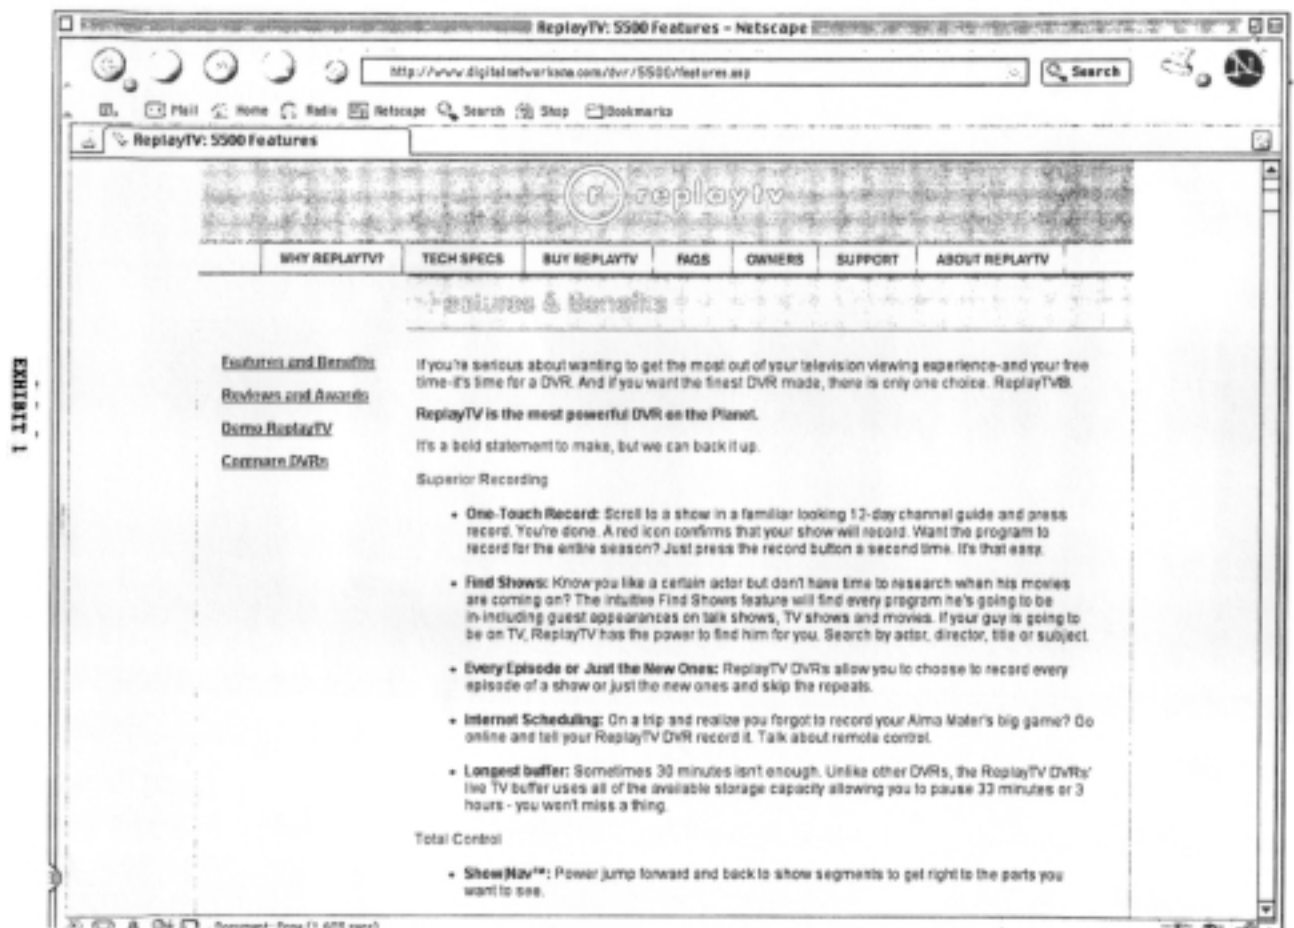 ReplayTV: 5500 Features - Netscape
http://www.digitalnetworksna.com/dvr/5500/features.asp
Search
Mail Home Radio Netscape Search Shop Bookmarks
ReplayTV: 5500 Features
replaytv
WHY REPLAYTV? TECH SPECS BUY REPLAYTV FAQS OWNERS SUPPORT ABOUT REPLAYTV
Features & Benefits
EXHIBIT 1
Features and Benefits
Reviews and Awards
Demo ReplayTV
Compare DVRs
If you're serious about wanting to get the most out of your television viewing experience-and your free
time-it's time for a DVR. And if you want the finest DVR made, there is only one choice. ReplayTV®.
ReplayTV is the most powerful DVR on the Planet.
It's a bold statement to make, but we can back it up.
Superior Recording
• One-Touch Record: Scroll to a show in a familiar looking 12-day channel guide and press
record. You're done. A red icon confirms that your show will record. Want the program to
record for the entire season? Just press the record button a second time. It's that easy.
• Find Shows: Know you like a certain actor but don't have time to research when his movies
are coming on? The intuitive Find Shows feature will find every program he's going to be
in-including guest appearances on talk shows, TV shows and movies. If your guy is going to
be on TV, ReplayTV has the power to find him for you. Search by actor, director, title or subject.
• Every Episode or Just the New Ones: ReplayTV DVRs allow you to choose to record every
episode of a show or just the new ones and skip the repeats.
• Internet Scheduling: On a trip and realize you forgot to record your Alma Mater's big game? Go
online and tell your ReplayTV DVR record it. Talk about remote control.
• Longest buffer: Sometimes 30 minutes isn't enough. Unlike other DVRs, the ReplayTV DVRs'
live TV buffer uses all of the available storage capacity allowing you to pause 33 minutes or 3
hours - you won't miss a thing.
Total Control
• Show|Nav™: Power jump forward and back to show segments to get right to the parts you
want to see.